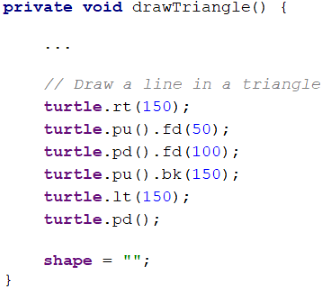 private void drawTriangle() {
...
// Draw a line in a triangle
turtle.rt(150);
turtle.pu().fd(50);
turtle.pd().fd(100);
turtle.pu().bk(150);
turtle.lt(150);
turtle.pd();
shape = "";
}